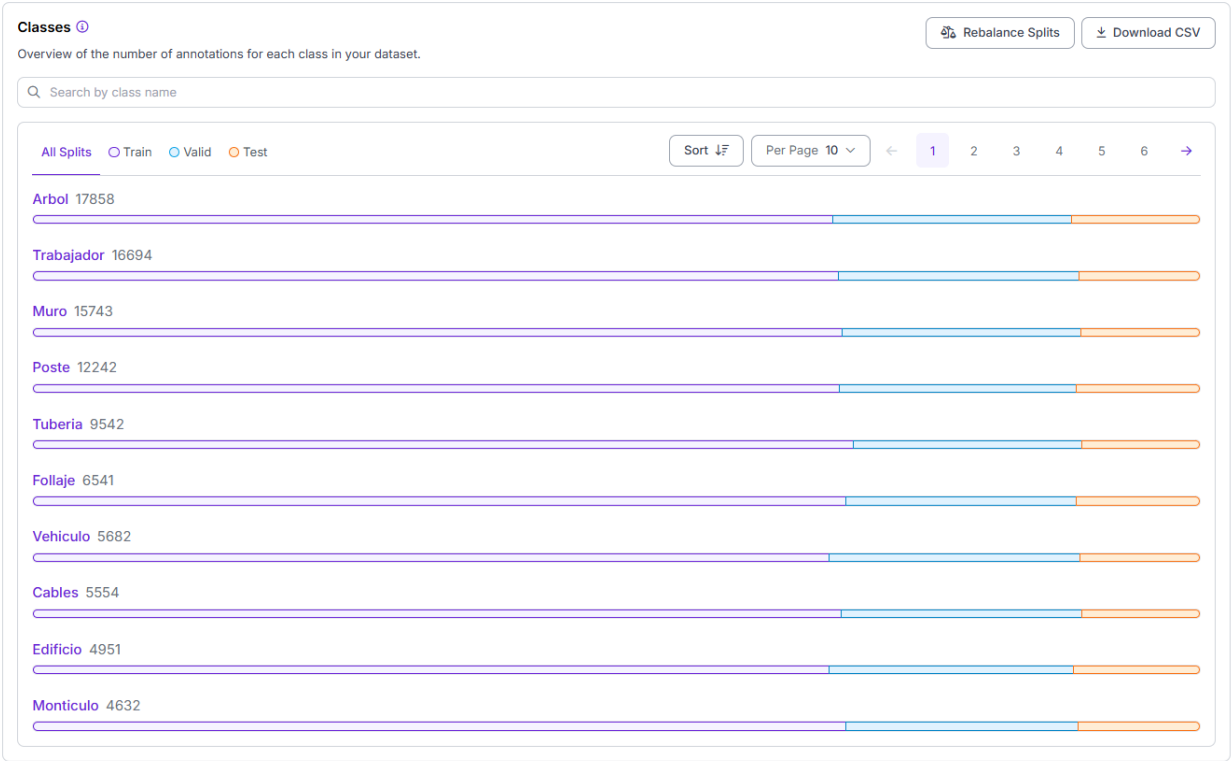 Classes
Rebalance Splits Download CSV
Overview of the number of annotations for each class in your dataset.
Search by class name
All Splits Train Valid Test Sort Per Page 10 1 2 3 4 5 6
Arbol 17858
Trabajador 16694
Muro 15743
Poste 12242
Tuberia 9542
Follaje 6541
Vehiculo 5682
Cables 5554
Edificio 4951
Monticulo 4632